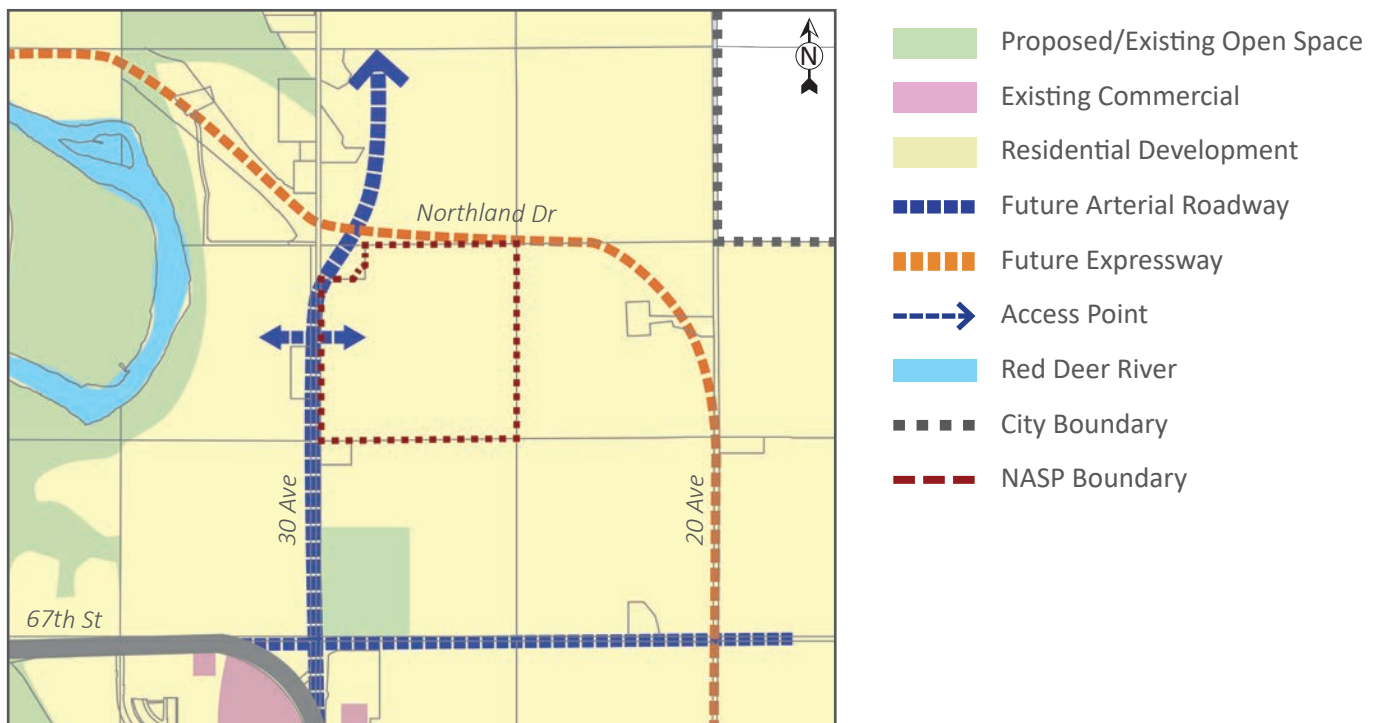 N
Northland Dr
30 Ave
20 Ave
67th St
Proposed/Existing Open Space
Existing Commercial
Residential Development
Future Arterial Roadway
Future Expressway
Access Point
Red Deer River
City Boundary
NASP Boundary